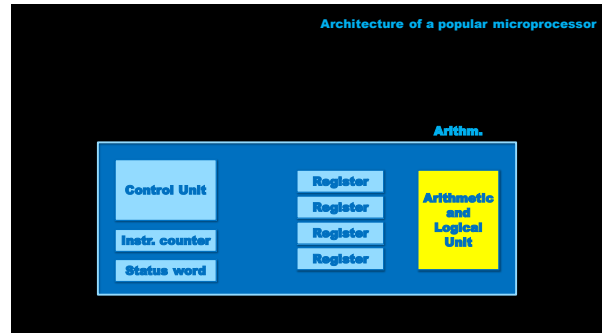 Architecture of a popular microprocessor
Arithm.
Control Unit
Instr. counter
Status word
Register
Register
Register
Register
Arithmetic
and
Logical
Unit